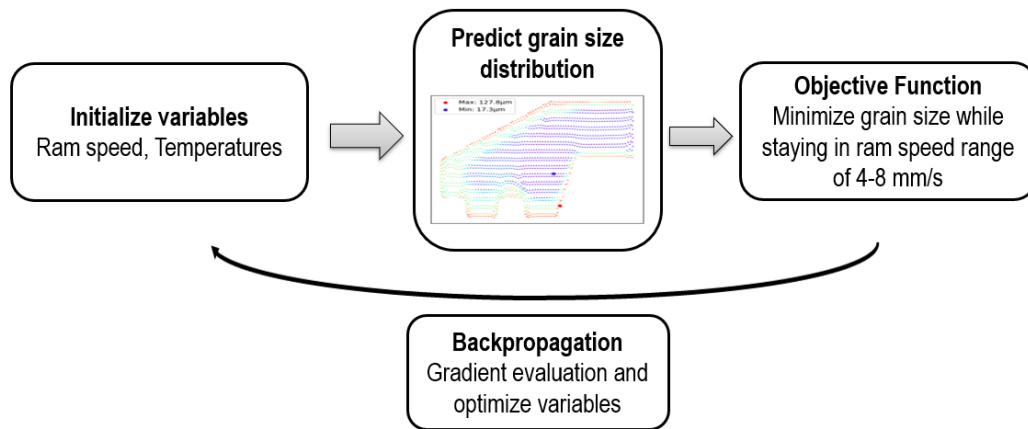 Initialize variables
Ram speed, Temperatures
Predict grain size
distribution
Max: 127.8µm
Min: 17.3µm
Objective Function
Minimize grain size while
staying in ram speed range
of 4-8 mm/s
Backpropagation
Gradient evaluation and
optimize variables